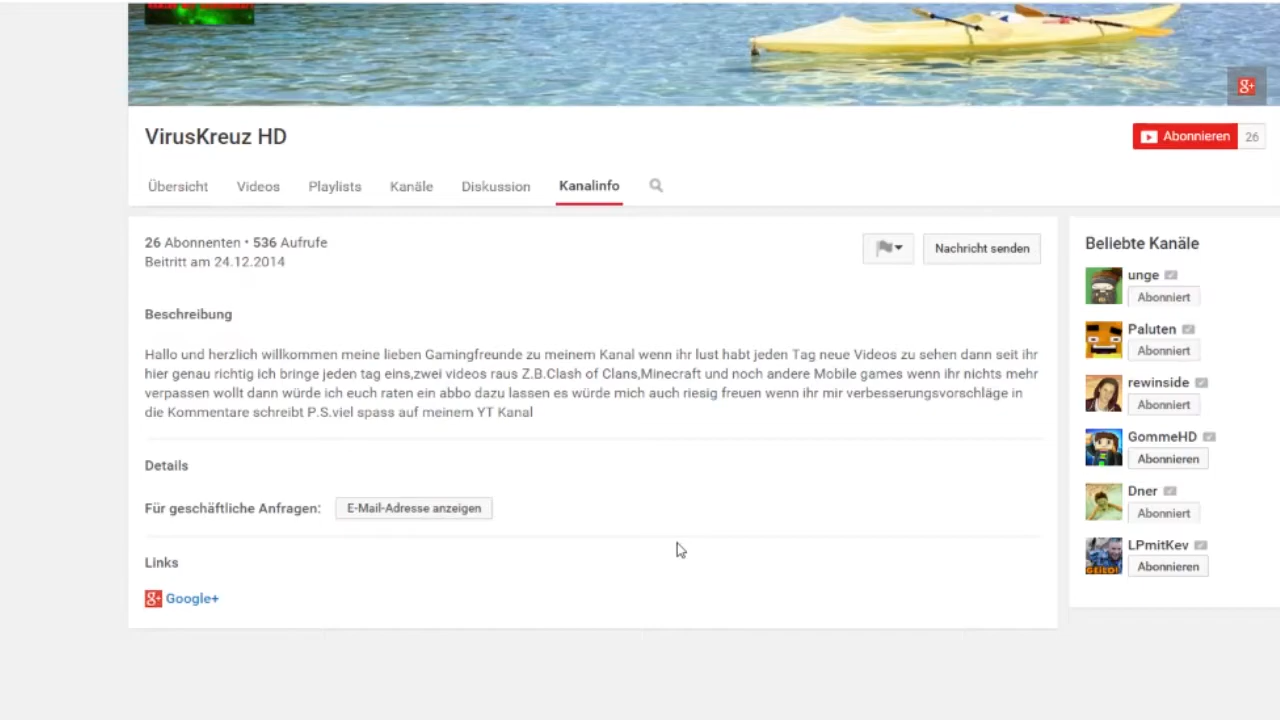 VirusKreuz HD
Abonnieren 26
Übersicht Videos Playlists Kanäle Diskussion Kanalinfo
26 Abonnenten • 536 Aufrufe
Beitritt am 24.12.2014
Nachricht senden
Beschreibung
Hallo und herzlich willkommen meine lieben Gamingfreunde zu meinem Kanal wenn ihr lust habt jeden Tag neue Videos zu sehen dann seit ihr
hier genau richtig ich bringe jeden tag eins,zwei videos raus Z.B.Clash of Clans,Minecraft und noch andere Mobile games wenn ihr nichts mehr
verpassen wollt dann würde ich euch raten ein abbo dazu lassen es würde mich auch riesig freuen wenn ihr mir verbesserungsvorschläge in
die Kommentare schreibt P.S.viel spass auf meinem YT Kanal
Details
Für geschäftliche Anfragen: E-Mail-Adresse anzeigen
Links
g+ Google+
Beliebte Kanäle
unge
Abonniert
Paluten
Abonniert
rewinside
Abonniert
GommeHD
Abonnieren
Dner
Abonniert
LPmitKev
Abonnieren
g+